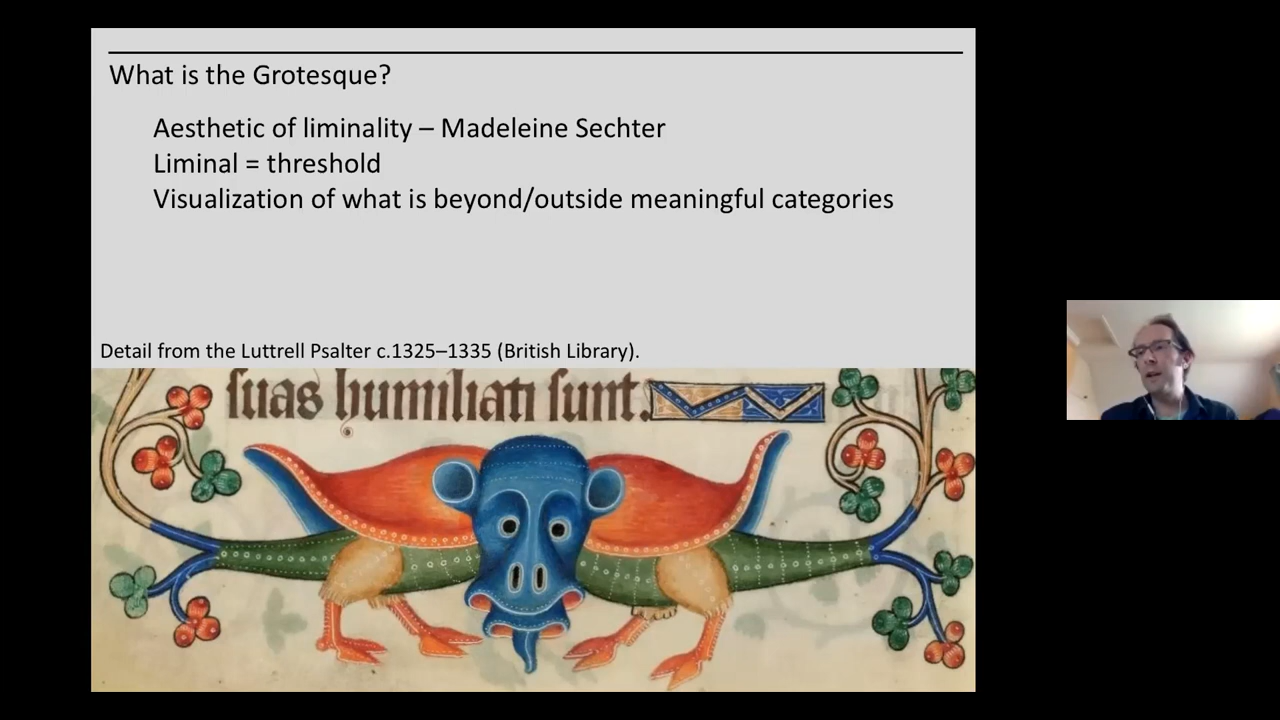 What is the Grotesque?
Aesthetic of liminality – Madeleine Sechter
Liminal = threshold
Visualization of what is beyond/outside meaningful categories
Detail from the Luttrell Psalter c.1325–1335 (British Library).
suas humiliati sunt.